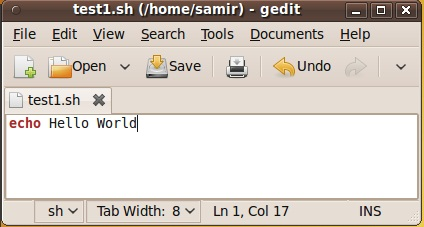 test1.sh (/home/samir) - gedit
File Edit View Search Tools Documents Help
Open Save Undo
test1.sh
echo Hello World
sh Tab Width: 8 Ln 1, Col 17 INS